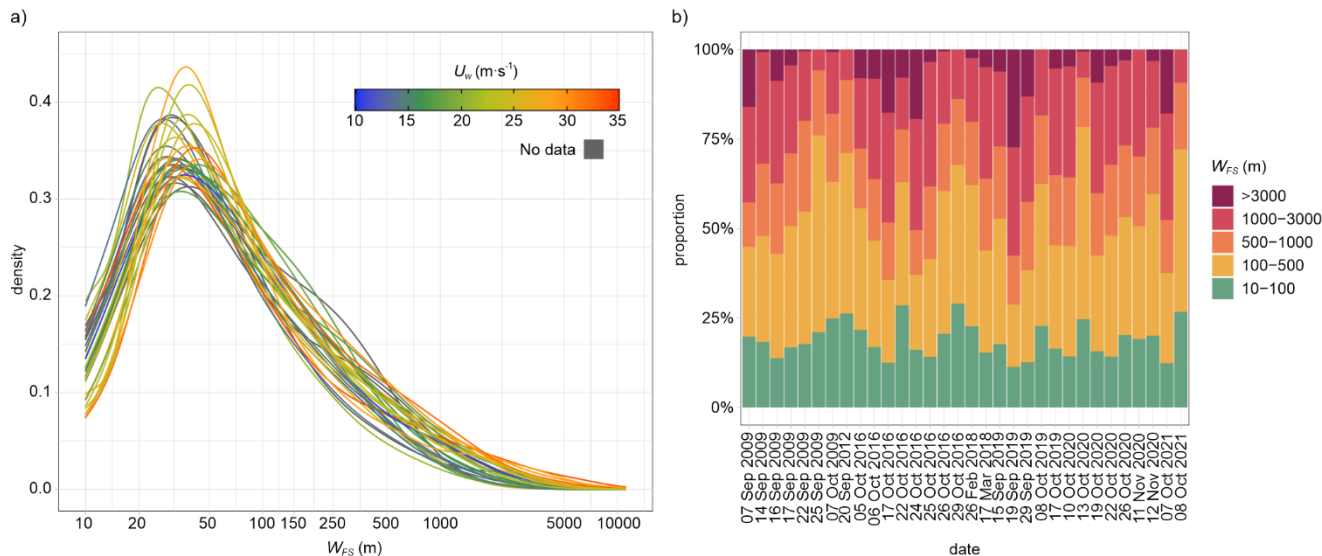 a)
U_w (m·s⁻¹)
10 15 20 25 30 35
No data
density
0.4
0.3
0.2
0.1
0.0
10 20 50 100 150 250 500 1000 5000 10000
W_FS (m)
b)
proportion
100%
75%
50%
25%
0%
07 Sep 2009
14 Sep 2009
16 Sep 2009
17 Sep 2009
22 Sep 2009
25 Sep 2009
07 Oct 2009
20 Sep 2012
05 Oct 2016
06 Oct 2016
17 Oct 2016
22 Oct 2016
24 Oct 2016
25 Oct 2016
26 Oct 2016
29 Oct 2016
26 Feb 2018
17 Mar 2018
15 Sep 2019
19 Sep 2019
29 Sep 2019
08 Oct 2019
17 Oct 2019
10 Oct 2020
13 Oct 2020
19 Oct 2020
22 Oct 2020
26 Oct 2020
11 Nov 2020
12 Nov 2020
07 Oct 2021
08 Oct 2021
date
W_FS (m)
>3000
1000−3000
500−1000
100−500
10−100